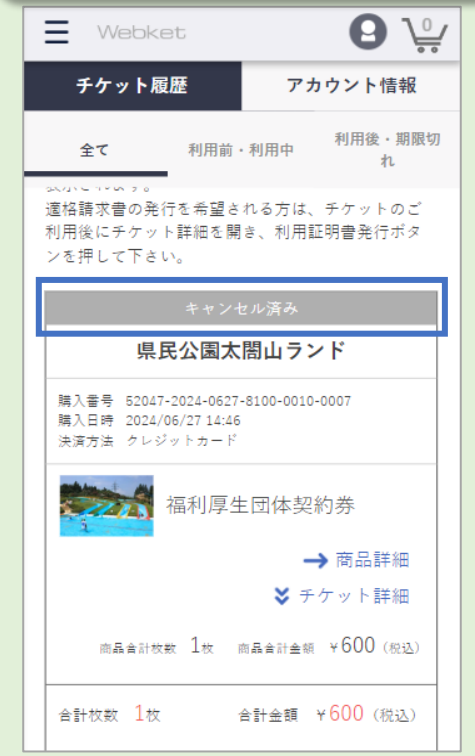 Webket
0
チケット履歴
アカウント情報
全て
利用前・利用中
利用後・期限切
れ
表示されます。
適格請求書の発行を希望される方は、チケットのご
利用後にチケット詳細を開き、利用証明書発行ボタ
ンを押して下さい。
キャンセル済み
県民公園太閤山ランド
購入番号 52047-2024-0627-8100-0010-0007
購入日時 2024/06/27 14:46
決済方法 クレジットカード
福利厚生団体契約券
商品詳細
チケット詳細
商品合計枚数 1枚 商品合計金額 ¥600（税込）
合計枚数 1枚 合計金額 ¥600（税込）